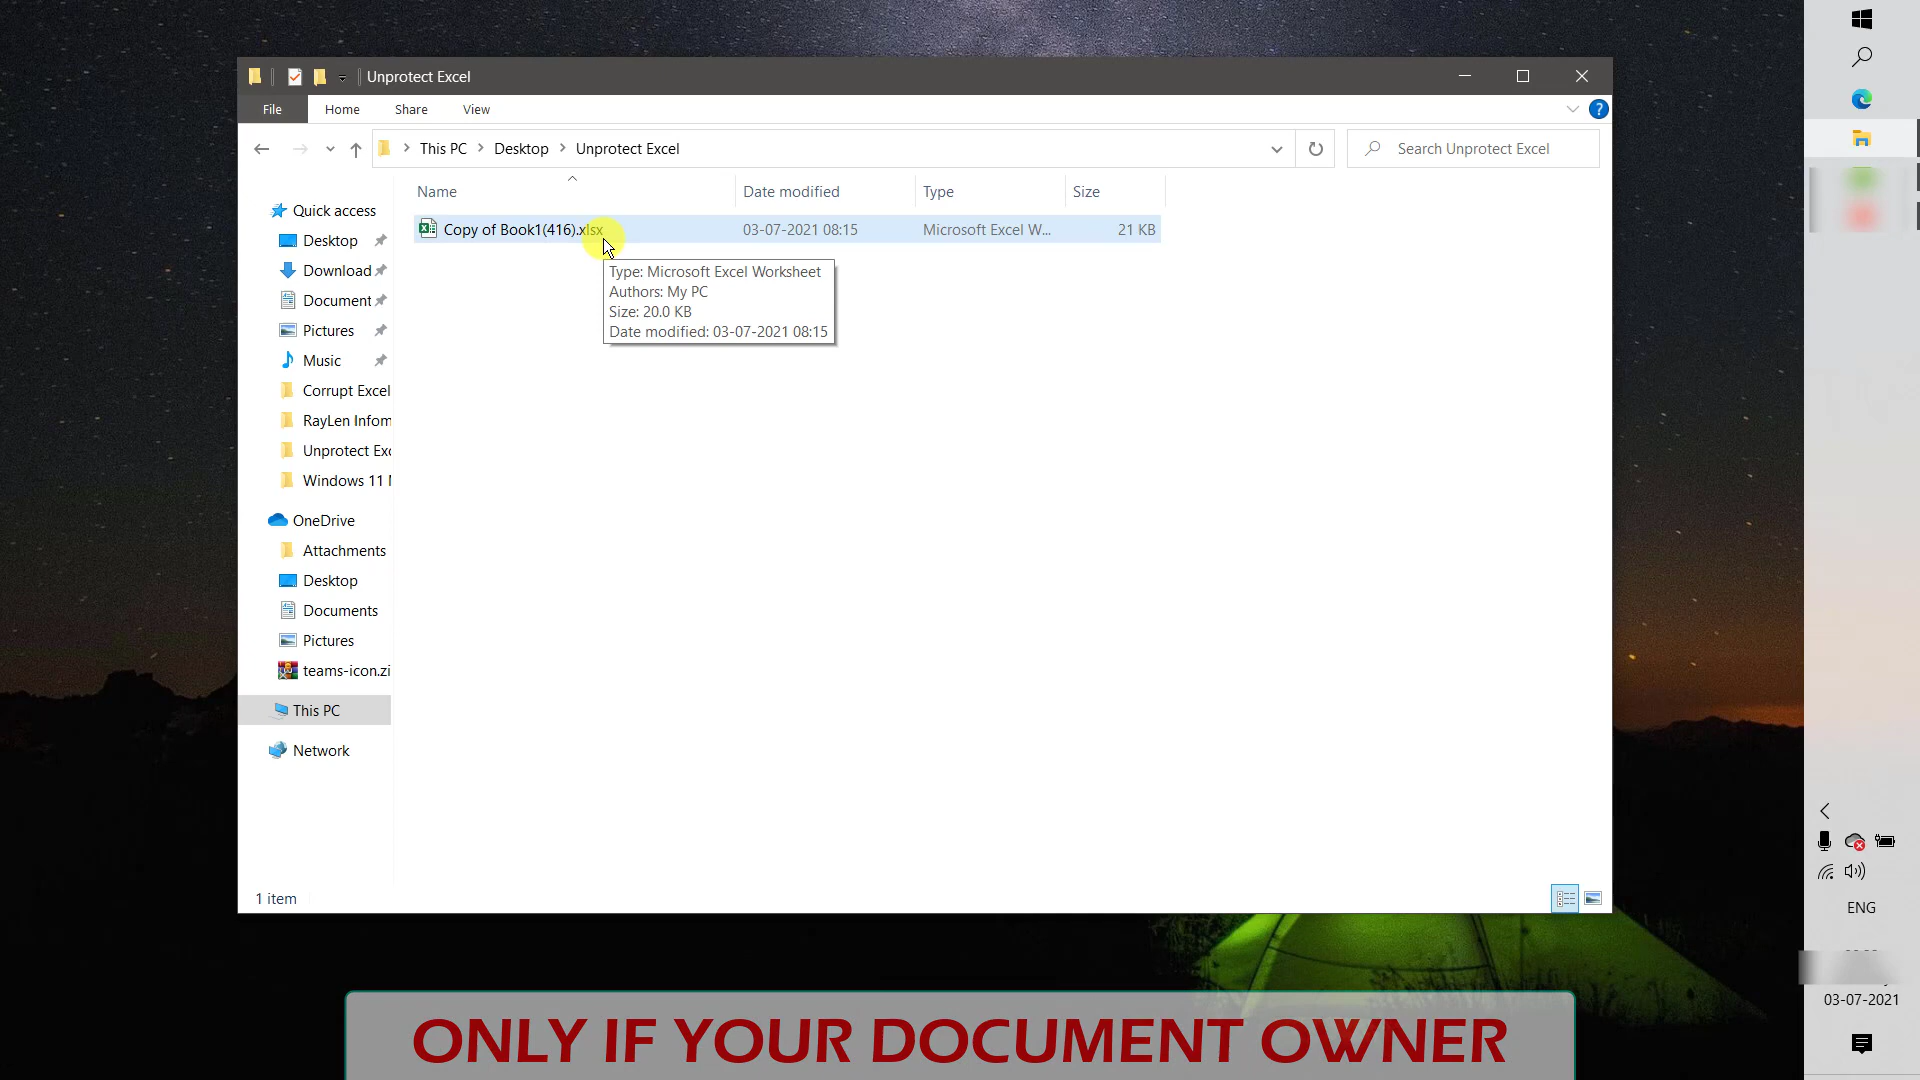 Unprotect Excel
File
Home
Share
View
This PC
Desktop
Unprotect Excel
Search Unprotect Excel
Name
Date modified
Type
Size
Quick access
Desktop
Download
Document
Pictures
Music
Corrupt Excel
RayLen Infom
Unprotect Exc
Windows 11
OneDrive
Attachments
Desktop
Documents
Pictures
teams-icon.zi
This PC
Network
Copy of Book1(416).xlsx
03-07-2021 08:15
Microsoft Excel W...
21 KB
Type: Microsoft Excel Worksheet
Authors: My PC
Size: 20.0 KB
Date modified: 03-07-2021 08:15
1 item
ENG
03-07-2021
ONLY IF YOUR DOCUMENT OWNER